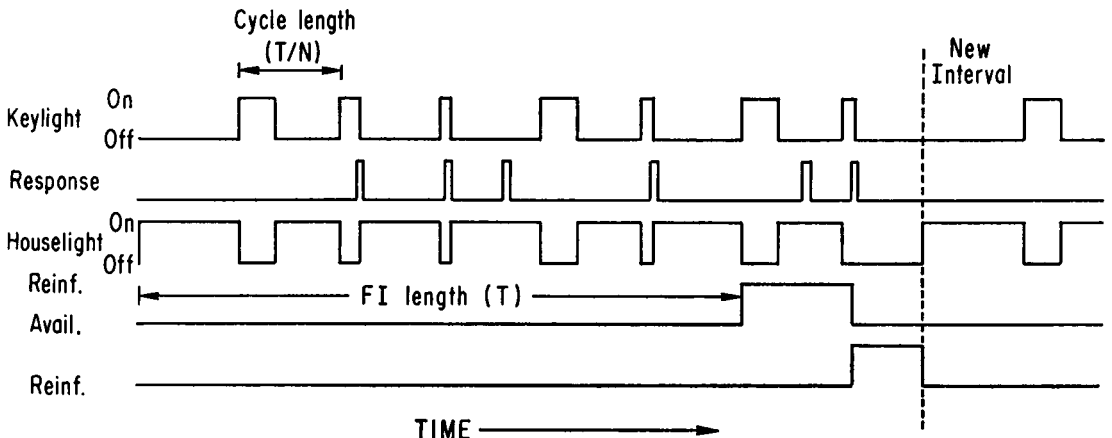 Cycle length
(T/N)
New
Interval
On
Keylight
Off
Response
On
Houselight
Off
Reinf.
FI length (T)
Avail.
Reinf.
TIME